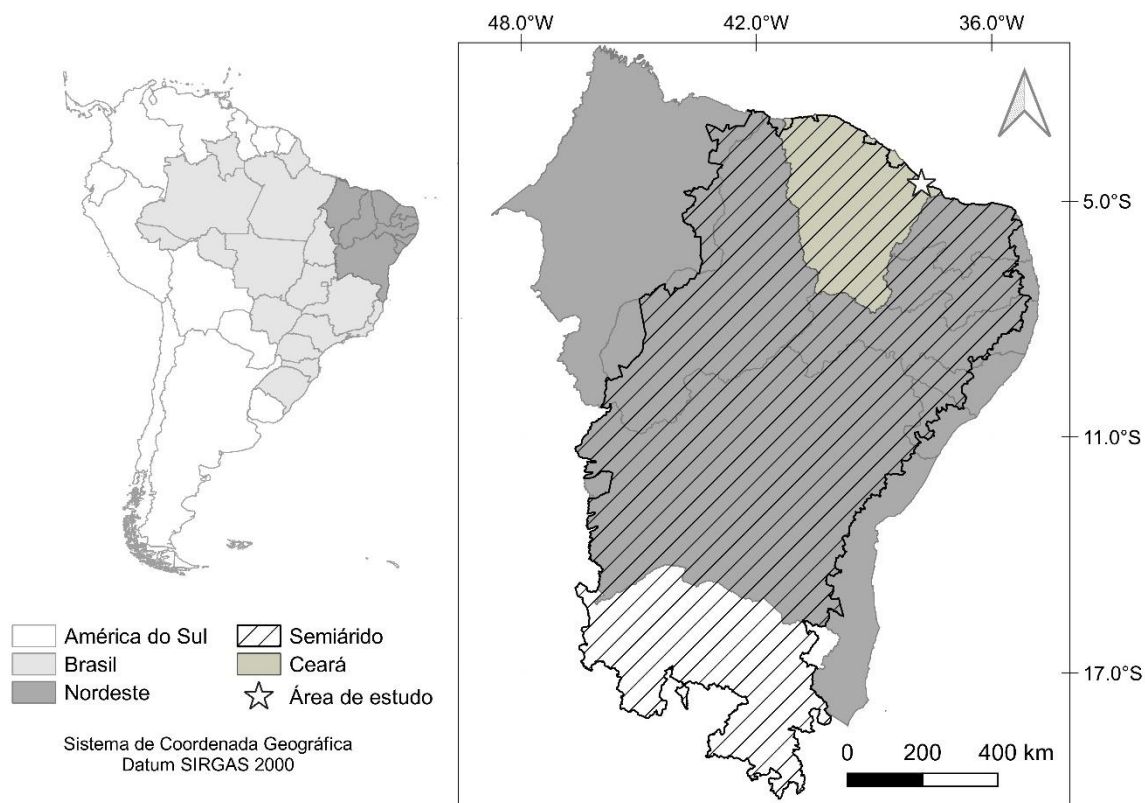 48.0°W 42.0°W 36.0°W
5.0°S
11.0°S
17.0°S
América do Sul
Brasil
Nordeste
Semiárido
Ceará
Área de estudo
Sistema de Coordenada Geográfica
Datum SIRGAS 2000
0 200 400 km